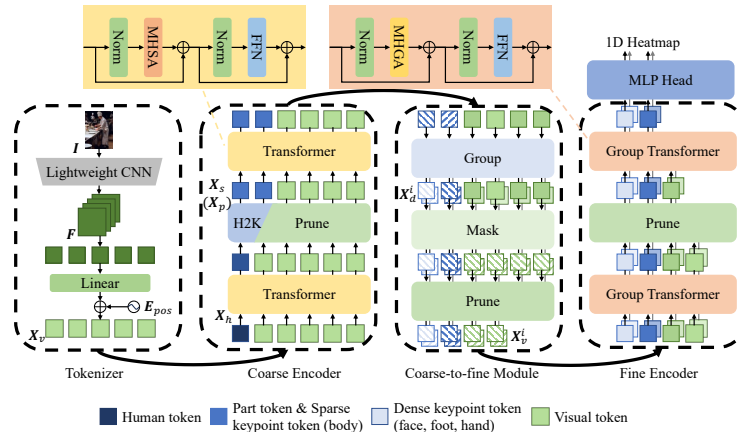 Norm
MHSA
Norm
FFN
Norm
MHGA
Norm
FFN
1D Heatmap
MLP Head
I
Lightweight CNN
F
Linear
E_pos
X_v
Tokenizer
Transformer
X_s
(X_p)
H2K
Prune
Transformer
X_h
Coarse Encoder
Group
X_d^i
Mask
Prune
X_v^i
Coarse-to-fine Module
Group Transformer
Prune
Group Transformer
Fine Encoder
Human token
Part token & Sparse
keypoint token (body)
Dense keypoint token
(face, foot, hand)
Visual token